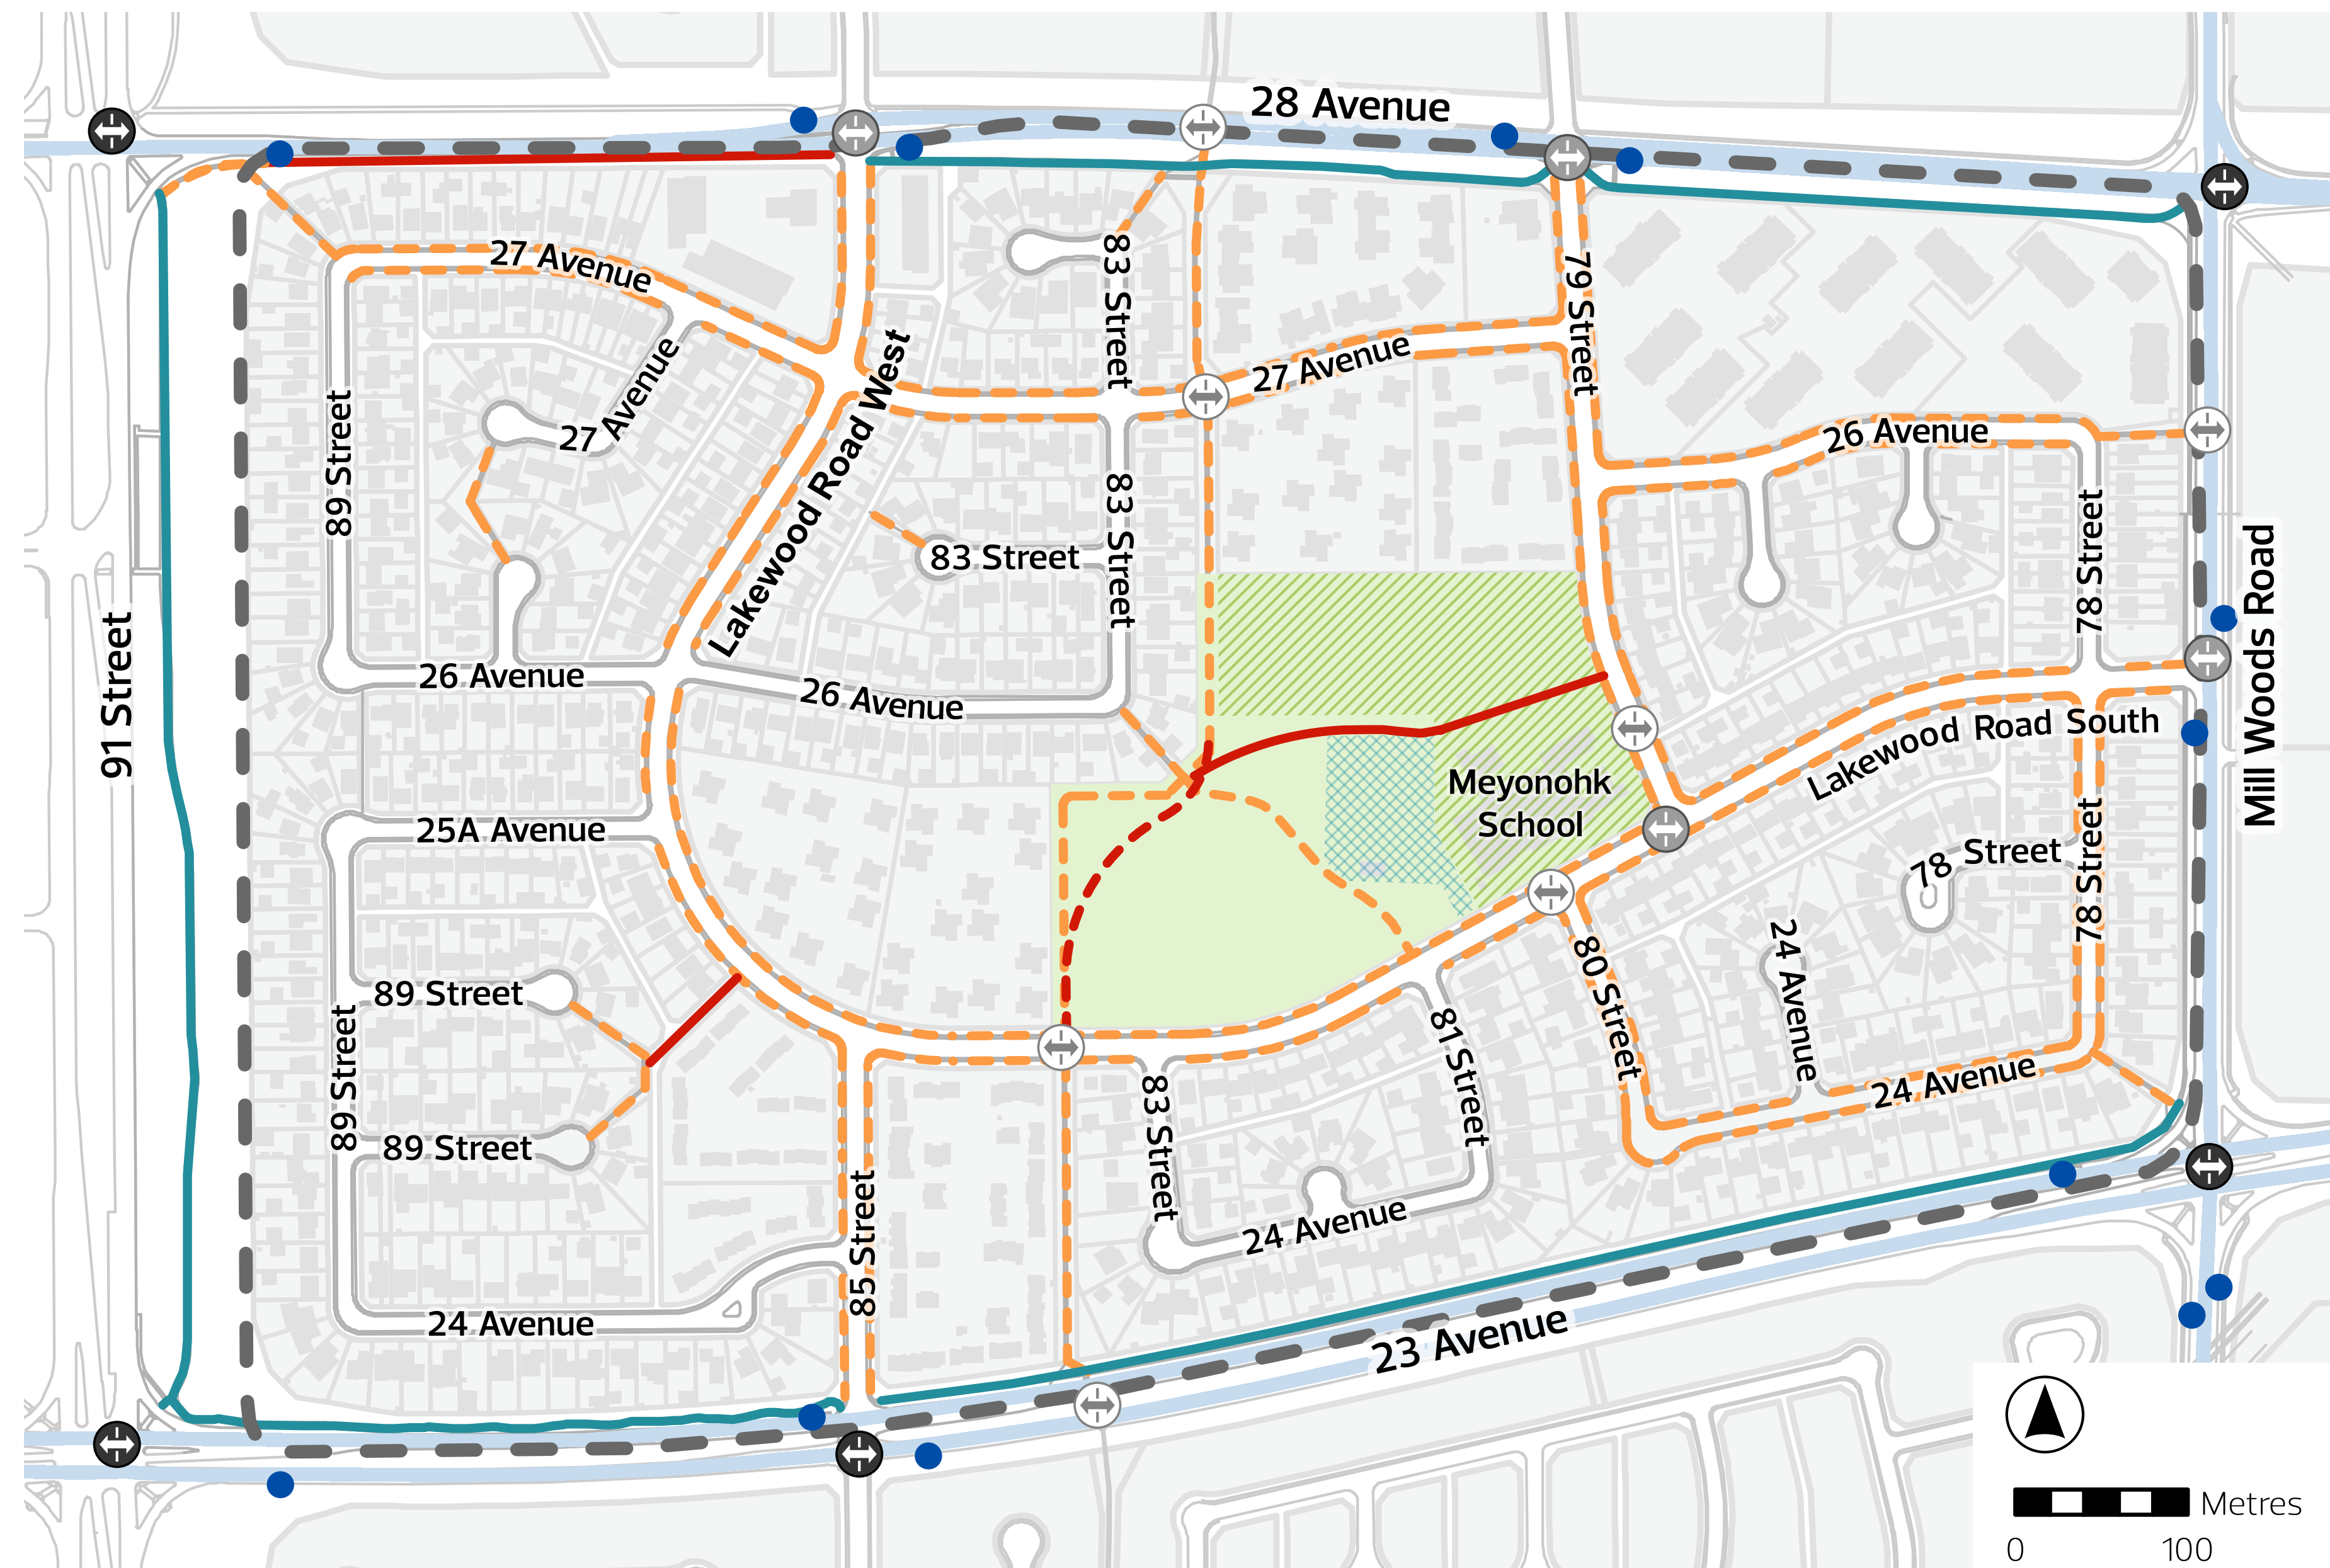 28 Avenue
27 Avenue
83 Street
79 Street
27 Avenue
27 Avenue
Lakewood Road West
89 Street
26 Avenue
83 Street
83 Street
78 Street
Mill Woods Road
91 Street
26 Avenue
26 Avenue
Lakewood Road South
Meyonohk
School
25A Avenue
78 Street
78 Street
24 Avenue
80 Street
89 Street
89 Street
81 Street
24 Avenue
83 Street
89 Street
85 Street
24 Avenue
24 Avenue
23 Avenue
Metres
0 100